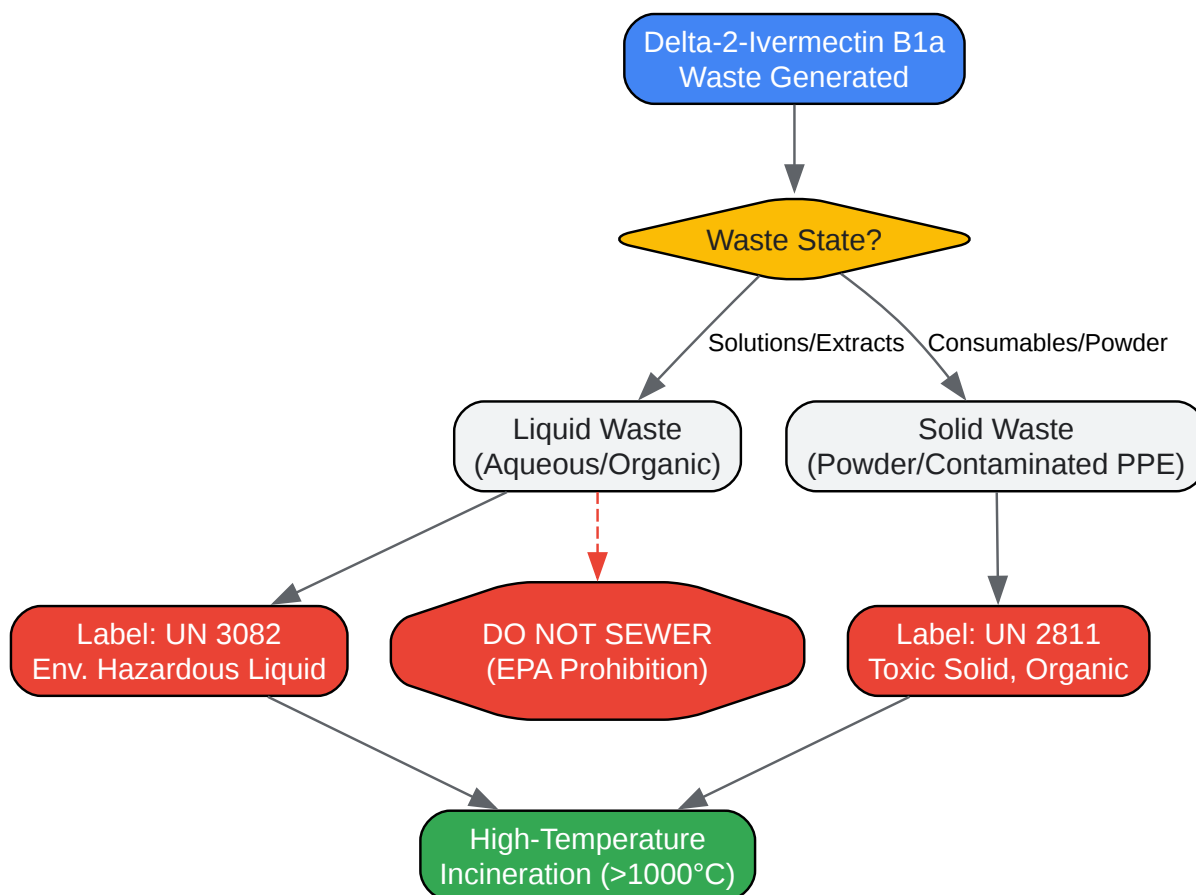 Delta-2-Ivermectin B1a
Waste Generated
Waste State?
Solutions/Extracts
Consumables/Powder
Liquid Waste
(Aqueous/Organic)
Solid Waste
(Powder/Contaminated PPE)
Label: UN 3082
Env. Hazardous Liquid
DO NOT SEWER
(EPA Prohibition)
Label: UN 2811
Toxic Solid, Organic
High-Temperature
Incineration (>1000°C)